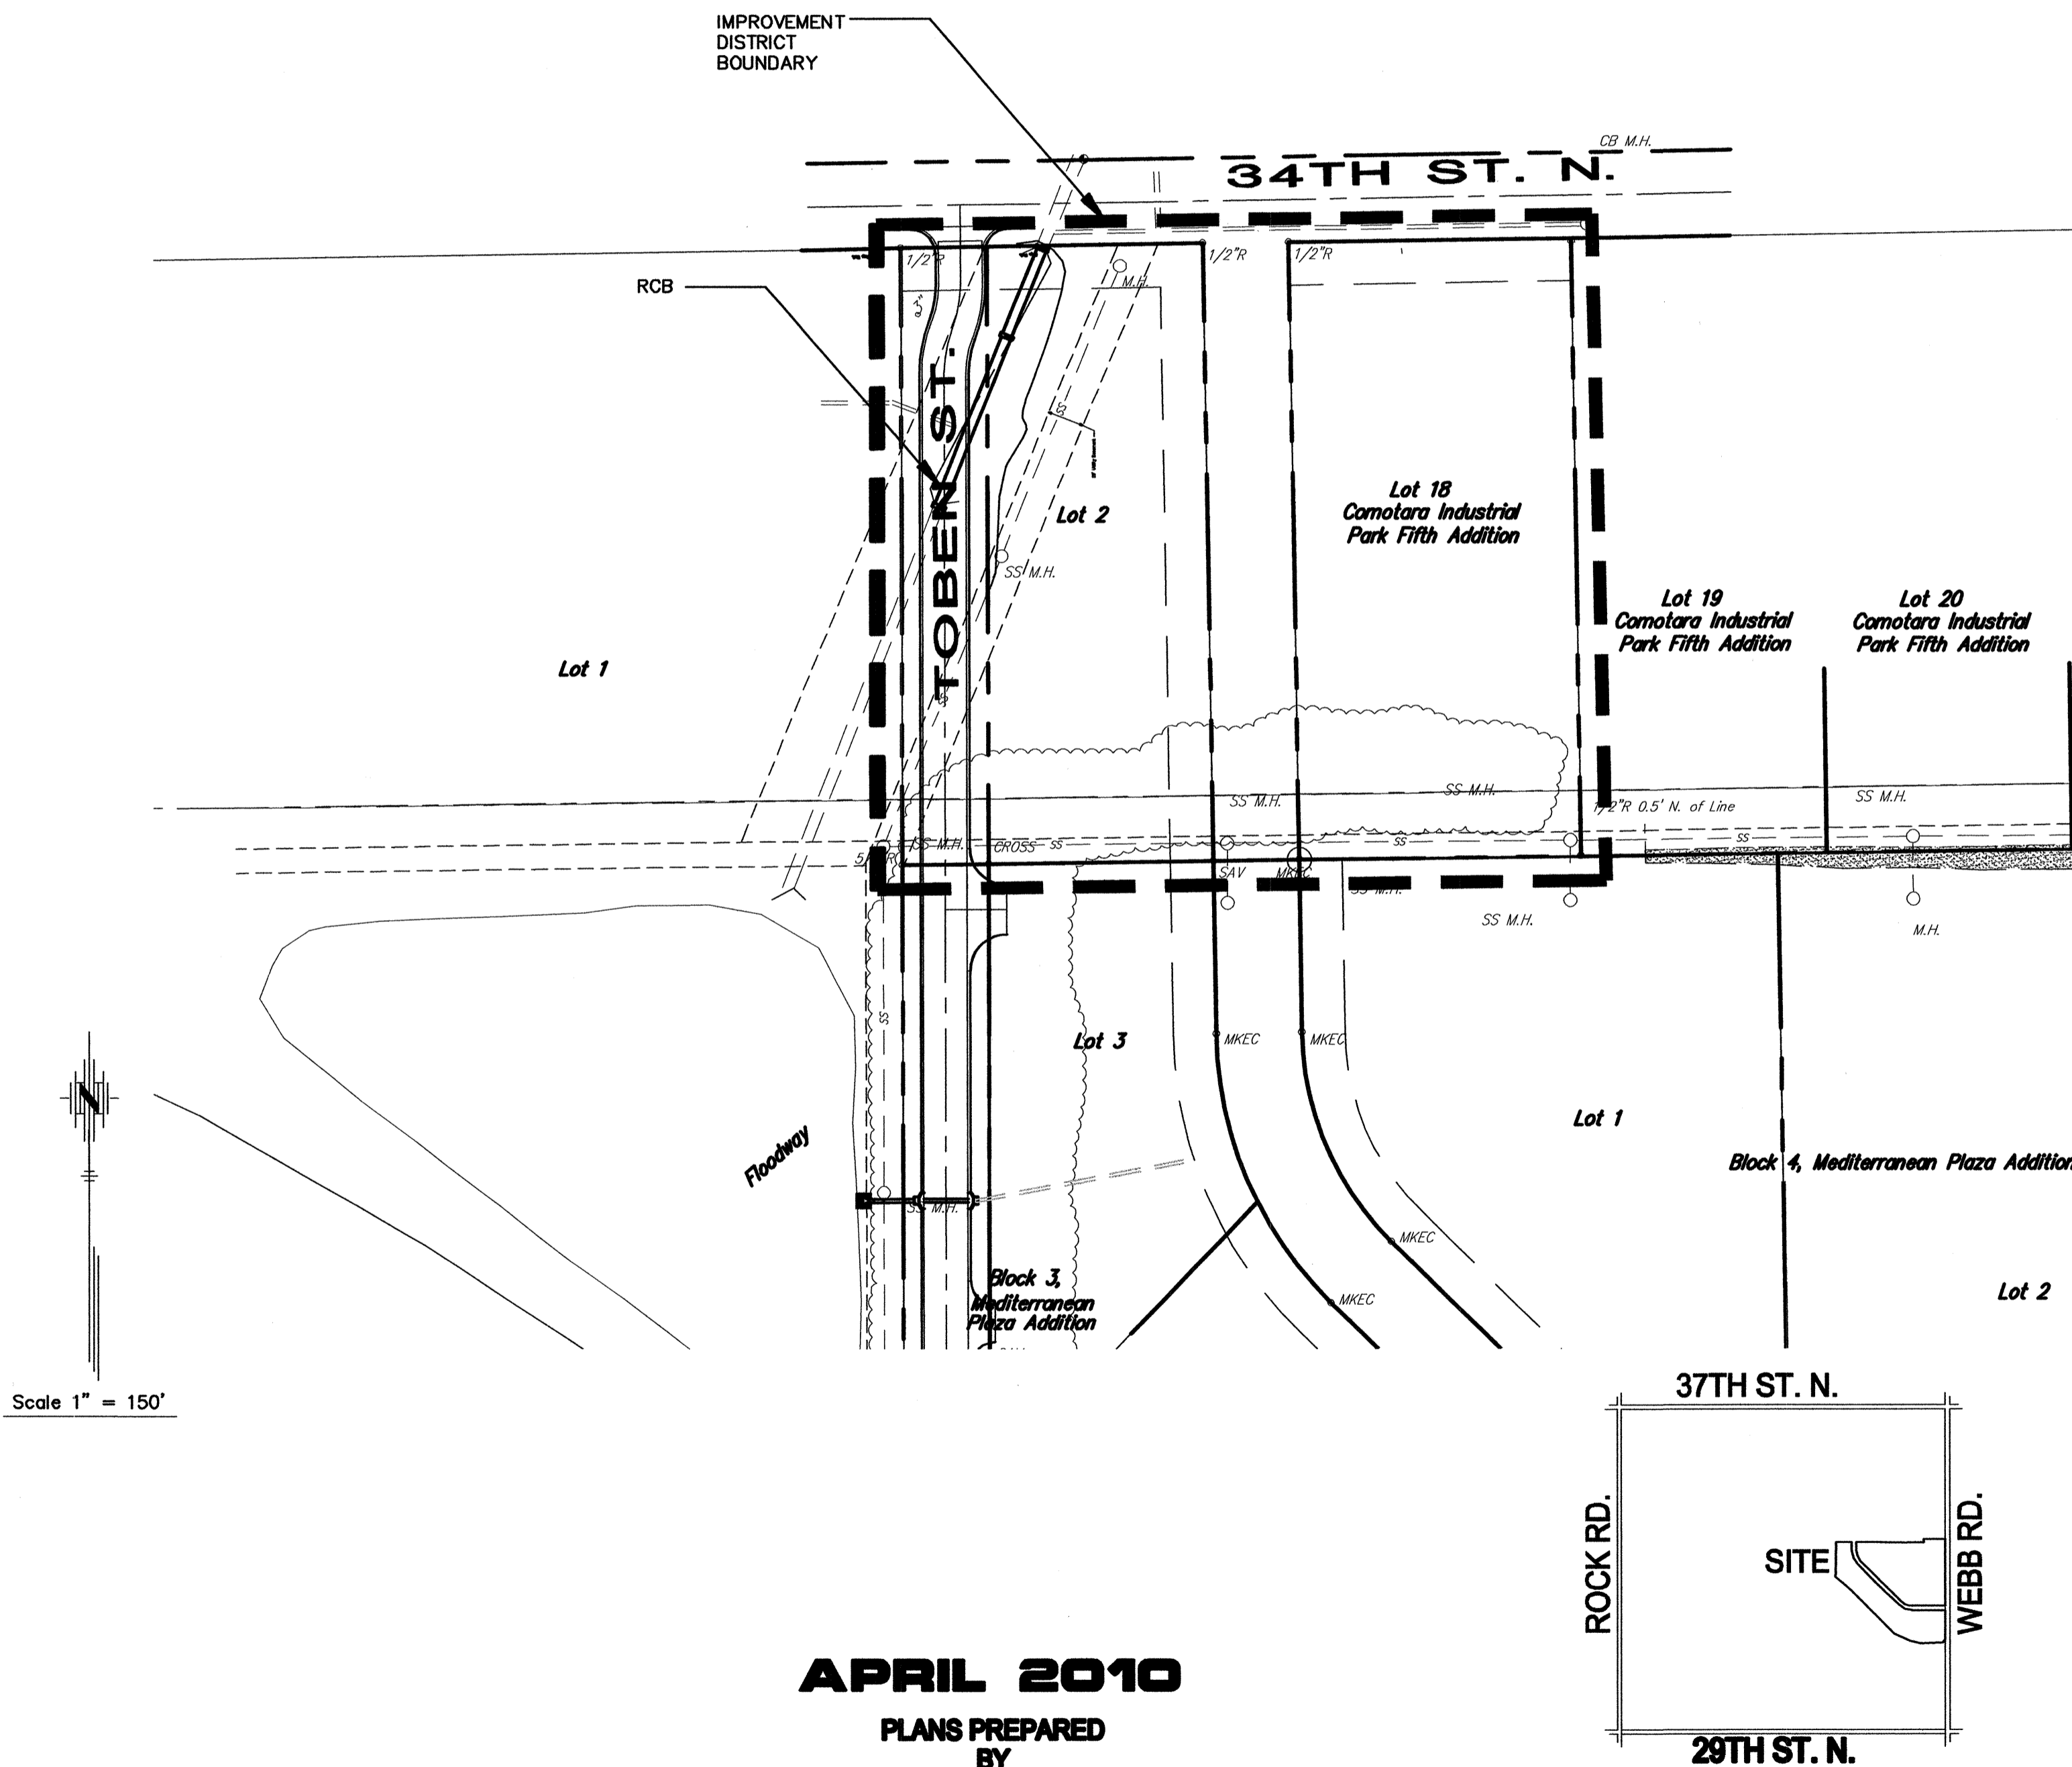 IMPROVEMENT
DISTRICT
BOUNDARY
CB M.H.
34TH ST. N.
1/2"R
1/2"R
1/2"R
M.H.
RCB
TOBEN ST.
SS
Lot 2
SS M.H.
Lot 18
Comotara Industrial
Park Fifth Addition
Lot 19
Comotara Industrial
Park Fifth Addition
Lot 20
Comotara Industrial
Park Fifth Addition
Lot 1
SS
SS M.H.
SS M.H.
1/2"R 0.5' N. of Line
SS M.H.
SS M.H.
CROSS
SS
SS
SS
SAV
MKEC
SS M.H.
SS M.H.
M.H.
SS
Lot 3
MKEC
MKEC
Lot 1
Floodway
Block 4, Mediterranean Plaza Addition
SS M.H.
MKEC
MKEC
Block 3,
Mediterranean
Plaza Addition
Lot 2
N
Scale 1" = 150'
37TH ST. N.
ROCK RD.
SITE
WEBB RD.
29TH ST. N.
APRIL 2010
PLANS PREPARED
BY